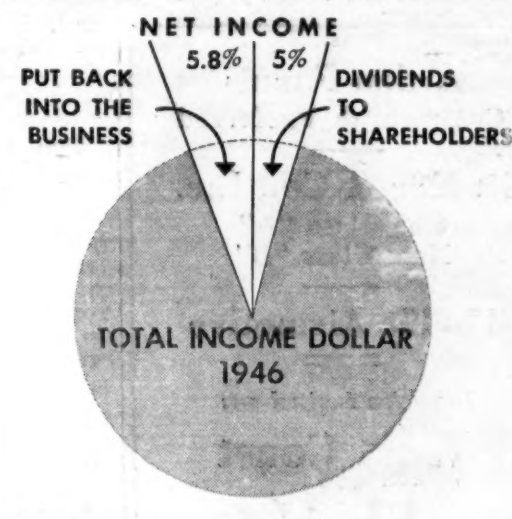 NET INCOME
5.8% 5%
PUT BACK
INTO THE
BUSINESS
DIVIDENDS
TO
SHAREHOLDERS
TOTAL INCOME DOLLAR
1946